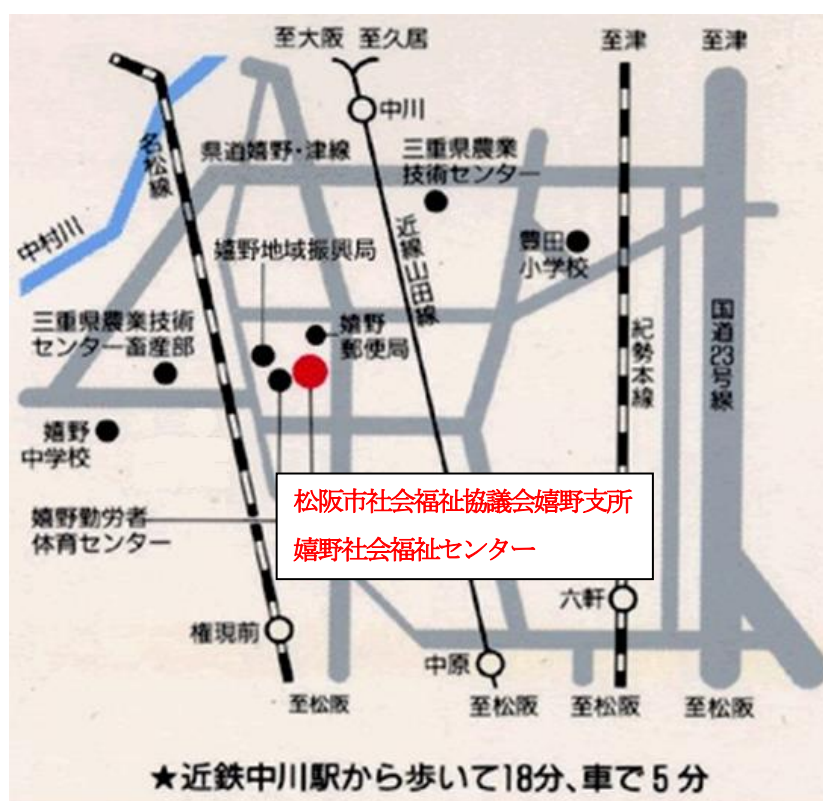 至大阪 至久居
至津
至津
中川
名松線
県道嬉野・津線
三重県農業
技術センター
中村川
嬉野地域振興局
近線山田線
豊田
小学校
三重県農業技術
センター畜産部
嬉野
郵便局
紀勢本線
国道23号線
嬉野
中学校
松阪市社会福祉協議会嬉野支所
嬉野社会福祉センター
嬉野勤労者
体育センター
六軒
権現前
中原
至松阪
至松阪
至松阪
至松阪
★近鉄中川駅から歩いて18分、車で5分